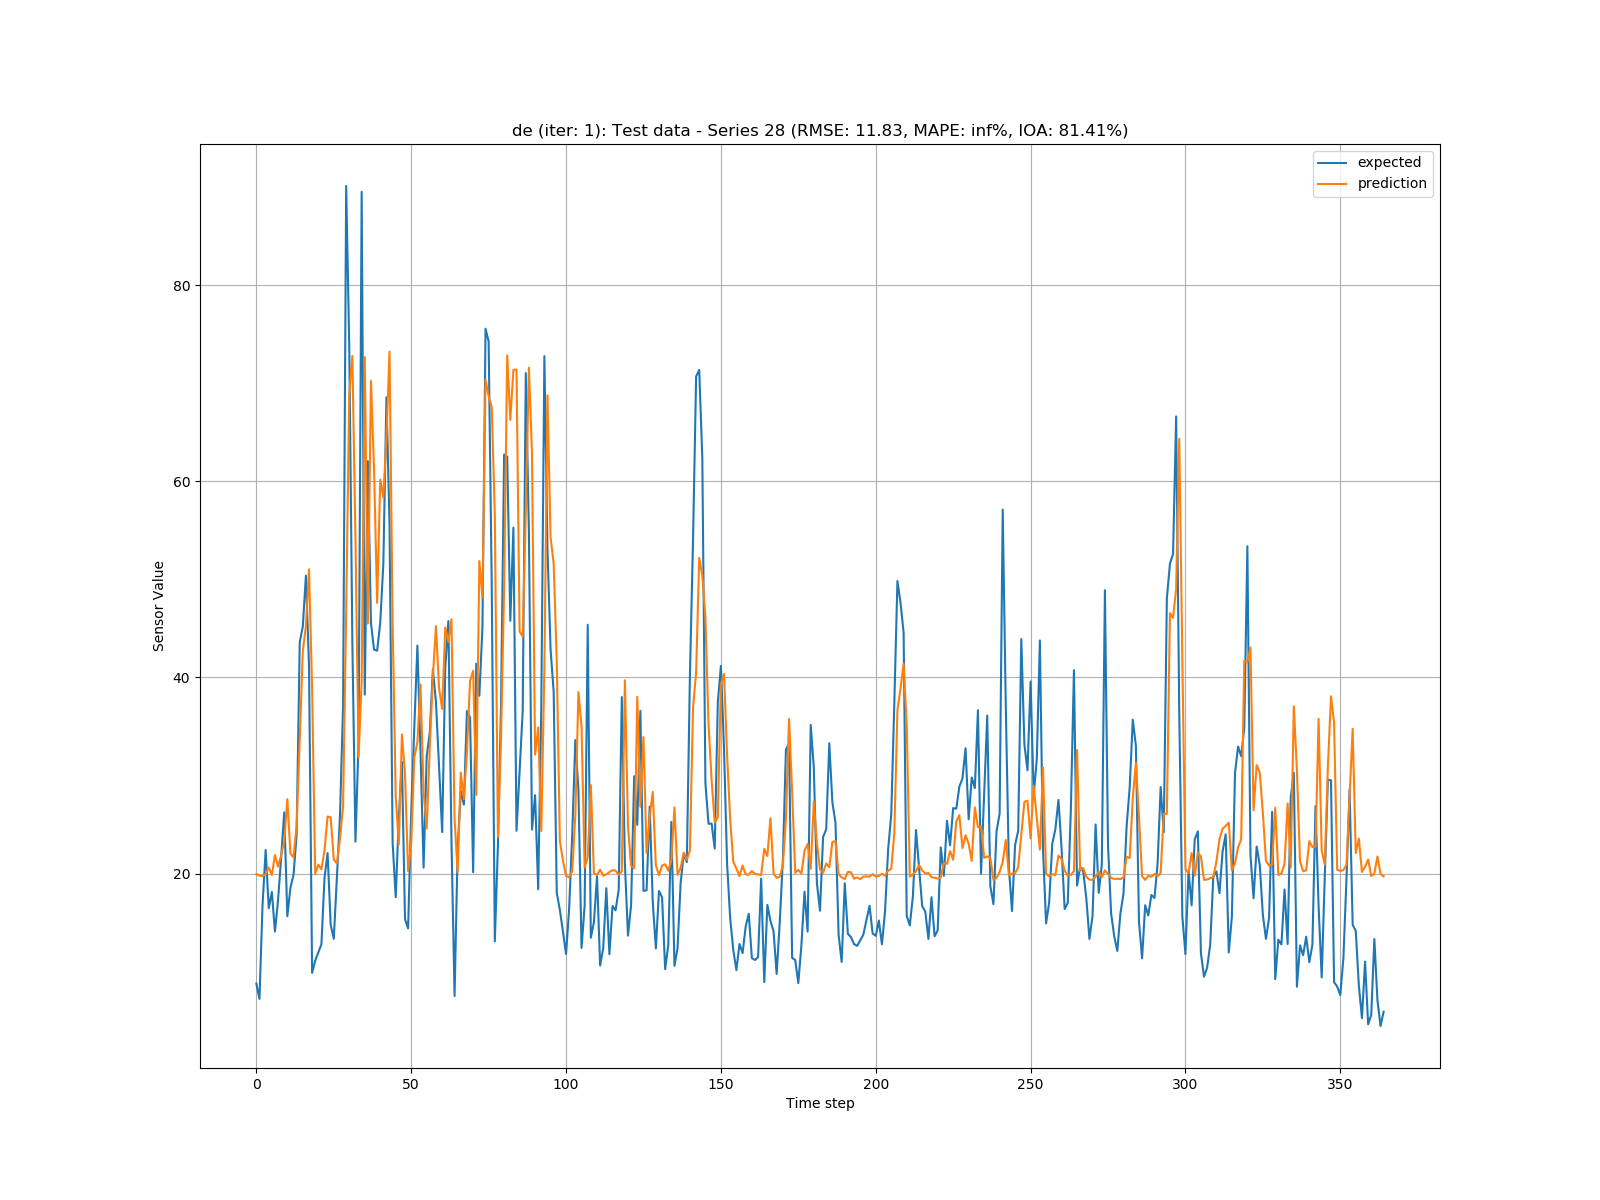 de (iter: 1): Test data - Series 28 (RMSE: 11.83, MAPE: inf%, IOA: 81.41%)
expected
prediction
80
60
40
20
Sensor Value
0 50 100 150 200 250 300 350
Time step